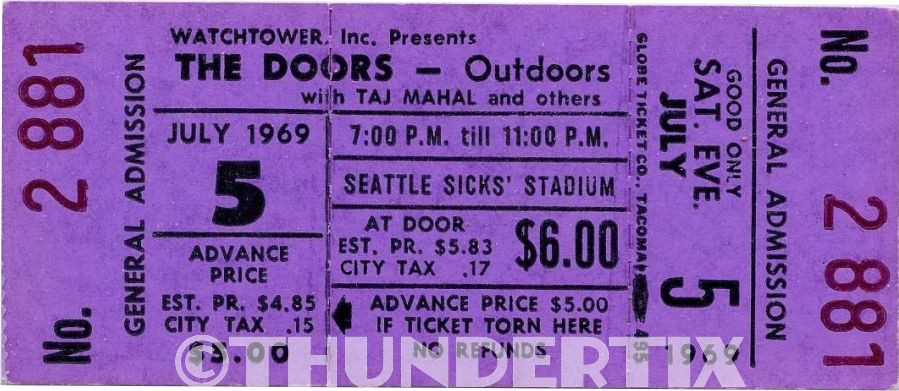 No. 2881
GENERAL ADMISSION
WATCHTOWER, Inc. Presents
THE DOORS – Outdoors
with TAJ MAHAL and others
JULY 1969
5
ADVANCE
PRICE
EST. PR. $4.85
CITY TAX .15
$5.00
7:00 P.M. till 11:00 P.M.
SEATTLE SICKS' STADIUM
AT DOOR
EST. PR. $5.83
CITY TAX .17
$6.00
ADVANCE PRICE $5.00
IF TICKET TORN HERE
NO REFUNDS
GLOBE TICKET CO., TACOMA
GOOD ONLY
SAT. EVE.
JULY
5
1969
GENERAL ADMISSION
No. 2881
©THUNDERTIX